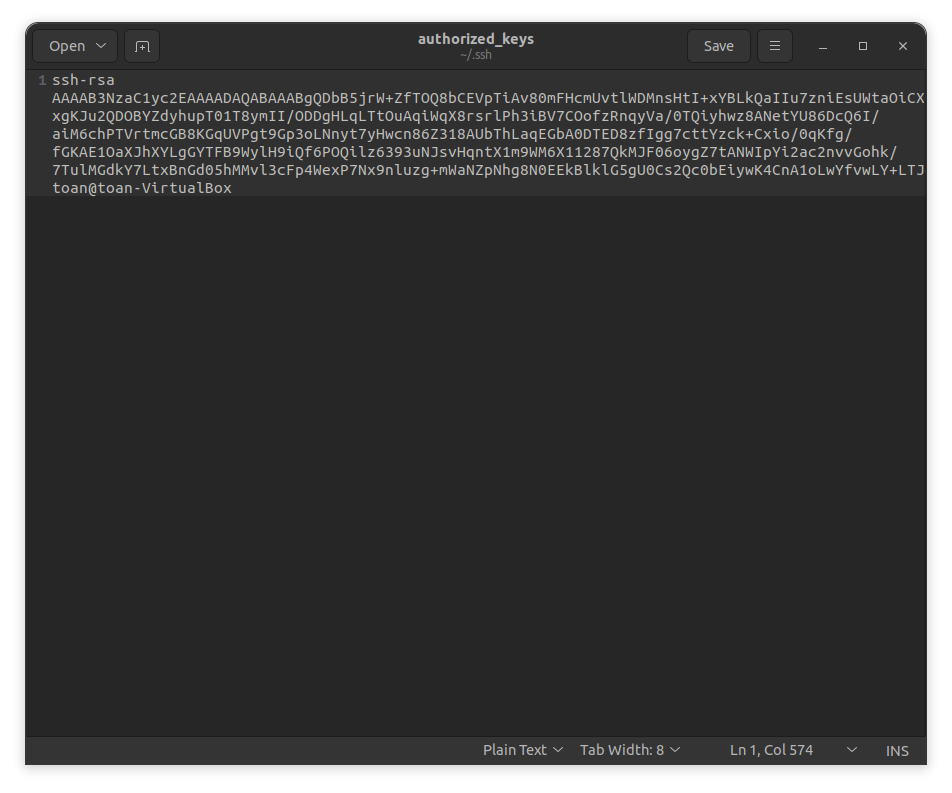 Open
authorized_keys
~/.ssh
Save
1 ssh-rsa
AAAAB3NzaC1yc2EAAAADAQABAAABgQDbB5jrW+ZfTOQ8bCEVpTiAv80mFHcmUvtlWDMnsHtI+xYBLkQaIIu7zniEsUWtaOiCX
xgKJu2QDOBYZdyhupT01T8ymII/ODDgHLqLTtOuAqiWqX8rsrlPh3iBV7COofzRnqyVa/0TQiyhwz8ANetYU86DcQ6I/
aiM6chPTVrtmcGB8KGqUVPgt9Gp3oLNnyt7yHwcn86Z318AUbThLaqEGbA0DTED8zfIgg7cttYzck+Cxio/0qKfg/
fGKAE1OaXJhXYLgGYTFB9WylH9iQf6POQilz6393uNJsvHqntX1m9WM6X11287QkMJF06oygZ7tANWIpYi2ac2nvvGohk/
7TulMGdkY7LtxBnGd05hMMvl3cFp4WexP7Nx9nluzg+mWaNZpNhg8N0EEkBlklG5gU0Cs2Qc0bEiywK4CnA1oLwYfvwLY+LTJ
toan@toan-VirtualBox
Plain Text
Tab Width: 8
Ln 1, Col 574
INS